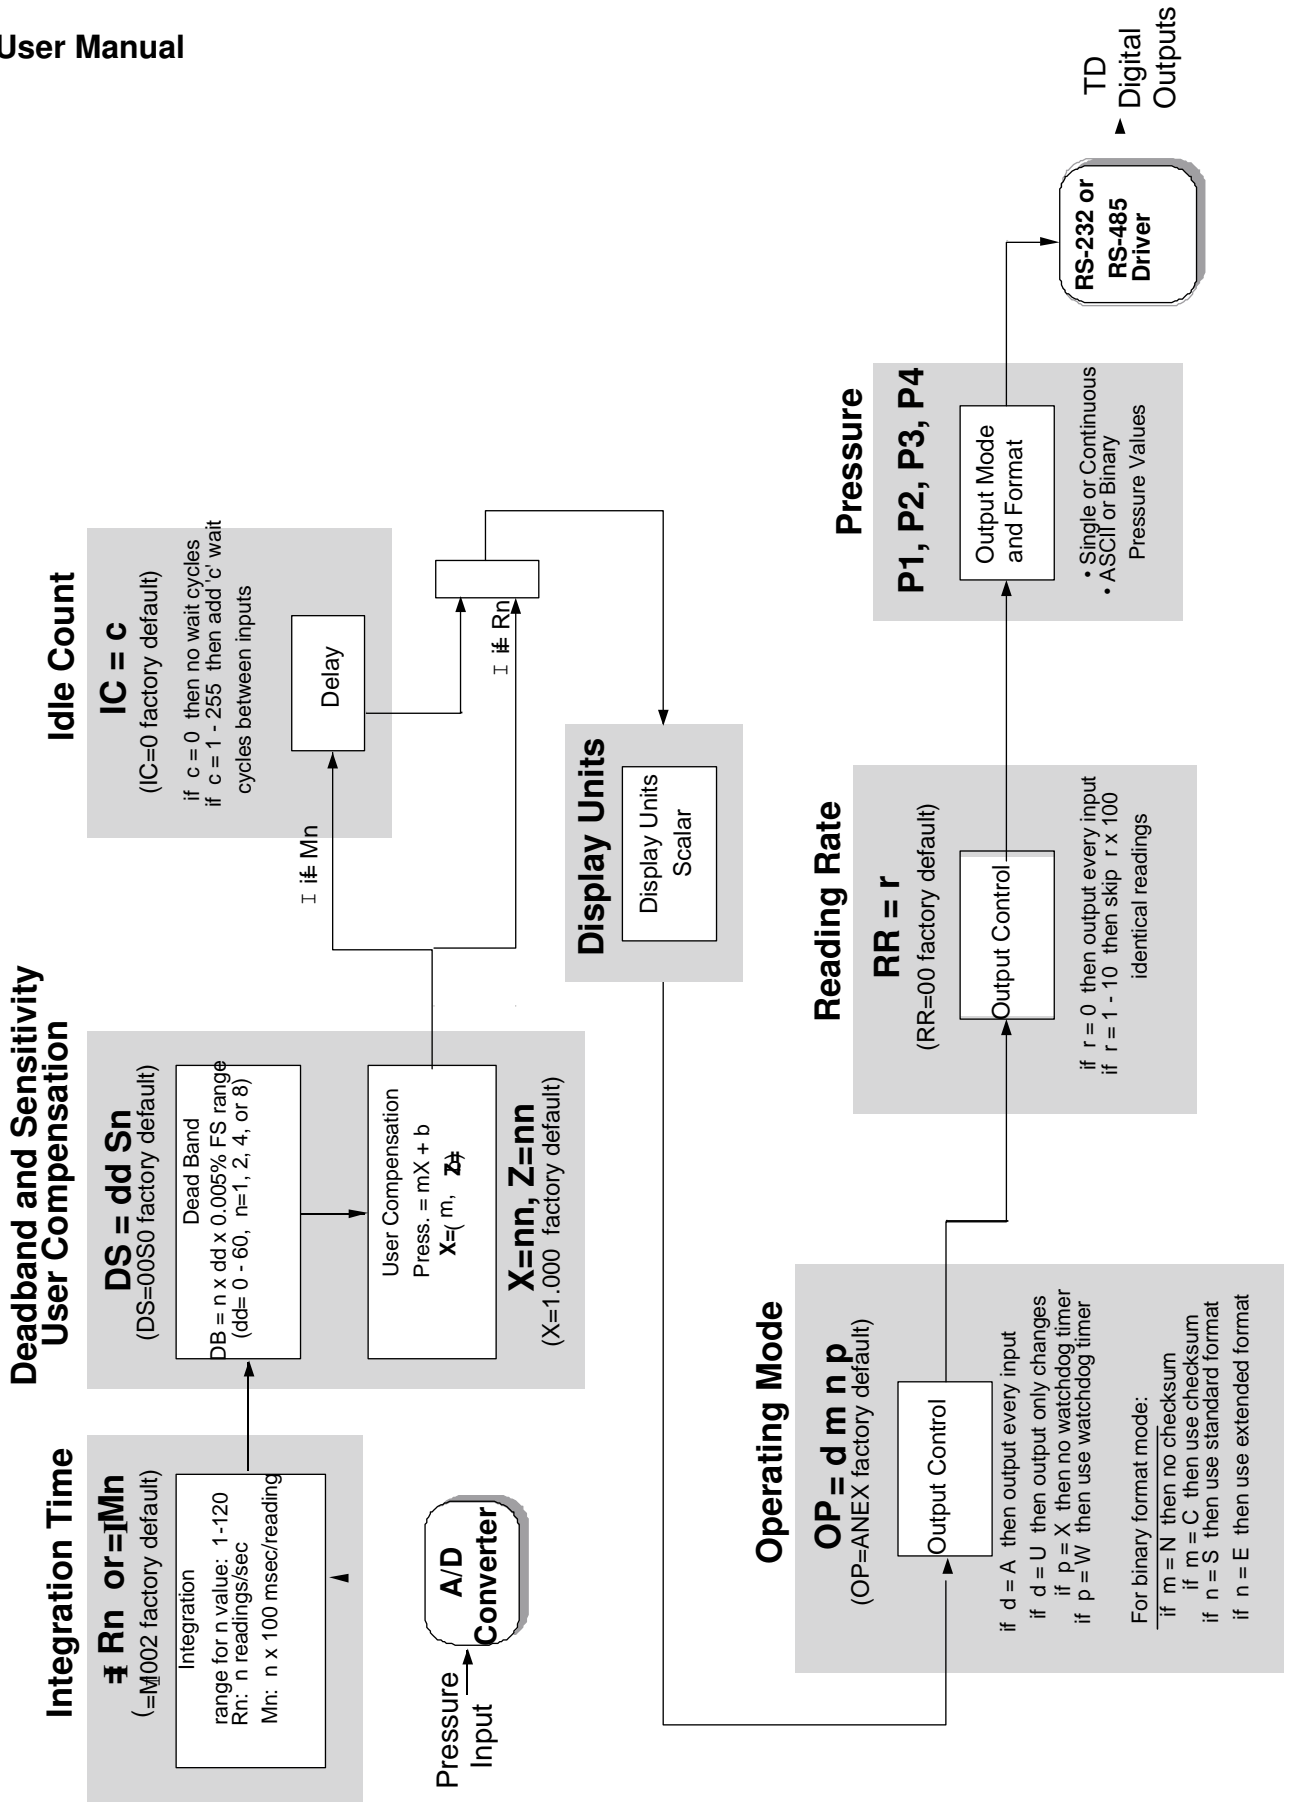 User Manual
Integration Time
I= Rn or I=Mn
(I=M002 factory default)
Integration
range for n value: 1-120
Rn: n readings/sec
Mn: n x 100 msec/reading
Pressure
Input
A/D
Converter
Deadband and Sensitivity
User Compensation
DS = dd Sn
(DS=00S0 factory default)
Dead Band
DB = n x dd x 0.005% FS range
(dd= 0 - 60, n=1, 2, 4, or 8)
User Compensation
Press. = mX + b
X=( m, Z=
X=nn, Z=nn
(X=1.000 factory default)
Idle Count
IC = c
(IC=0 factory default)
if c = 0 then no wait cycles
if c = 1 - 255 then add 'c' wait
cycles between inputs
Delay
if I= Mn
if I= Rn
Display Units
Display Units
Scalar
Operating Mode
OP = d m n p
(OP=ANEX factory default)
Output Control
if d = A then output every input
if d = U then output only changes
if p = X then no watchdog timer
if p = W then use watchdog timer
For binary format mode:
if m = N then no checksum
if m = C then use checksum
if n = S then use standard format
if n = E then use extended format
Reading Rate
RR = r
(RR=00 factory default)
Output Control
if r = 0 then output every input
if r = 1 - 10 then skip r x 100
identical readings
Pressure
P1, P2, P3, P4
Output Mode
and Format
• Single or Continuous
• ASCII or Binary
Pressure Values
RS-232 or
RS-485
Driver
TD
Digital
Outputs